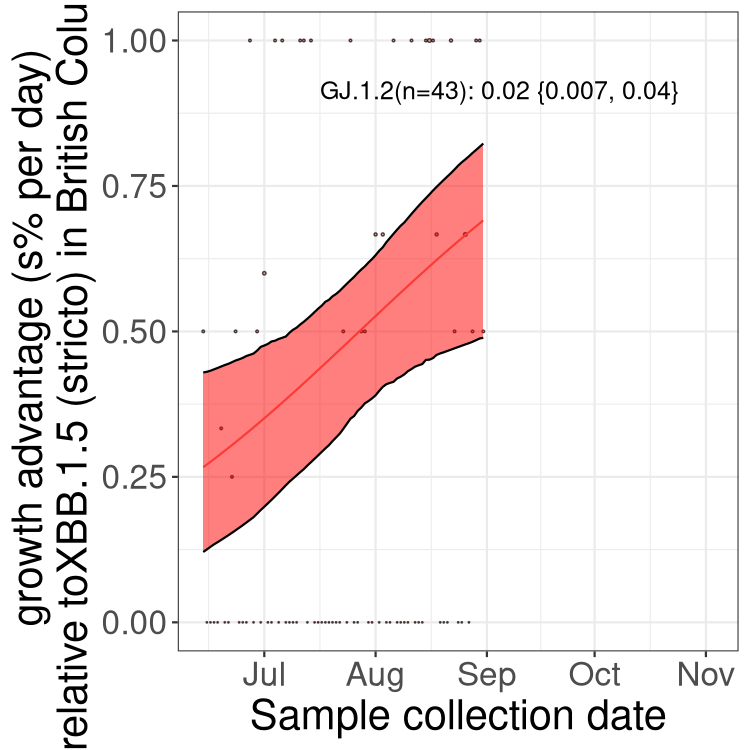 growth advantage (s% per day)
relative toXBB.1.5 (stricto) in British Colu
1.00
0.75
0.50
0.25
0.00
GJ.1.2(n=43): 0.02 {0.007, 0.04}
Jul Aug Sep Oct Nov
Sample collection date